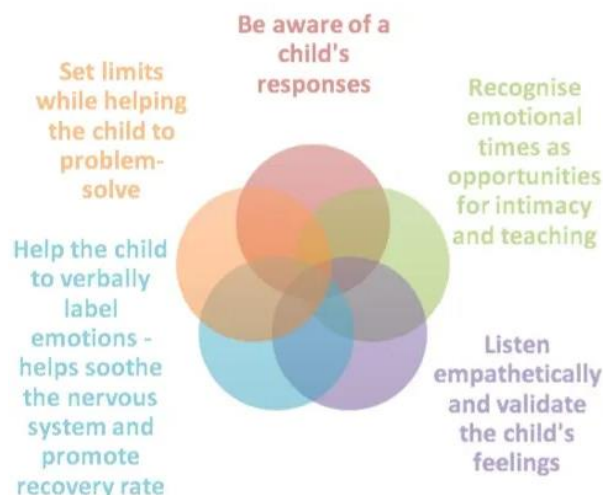 Be aware of a
child's
responses
Recognise
emotional
times as
opportunities
for intimacy
and teaching
Listen
empathetically
and validate
the child's
feelings
Help the child
to verbally
label
emotions -
helps soothe
the nervous
system and
promote
recovery rate
Set limits
while helping
the child to
problem-
solve